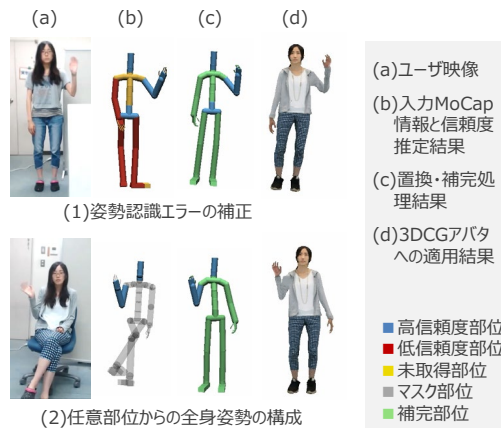 (a) (b) (c) (d)
(1)姿勢認識エラーの補正
(2)任意部位からの全身姿勢の構成
(a)ユーザ映像
(b)入力MoCap
情報と信頼度
推定結果
(c)置換・補完処
理結果
(d)3DCGアバタ
への適用結果
高信頼度部位
低信頼度部位
未取得部位
マスク部位
補完部位